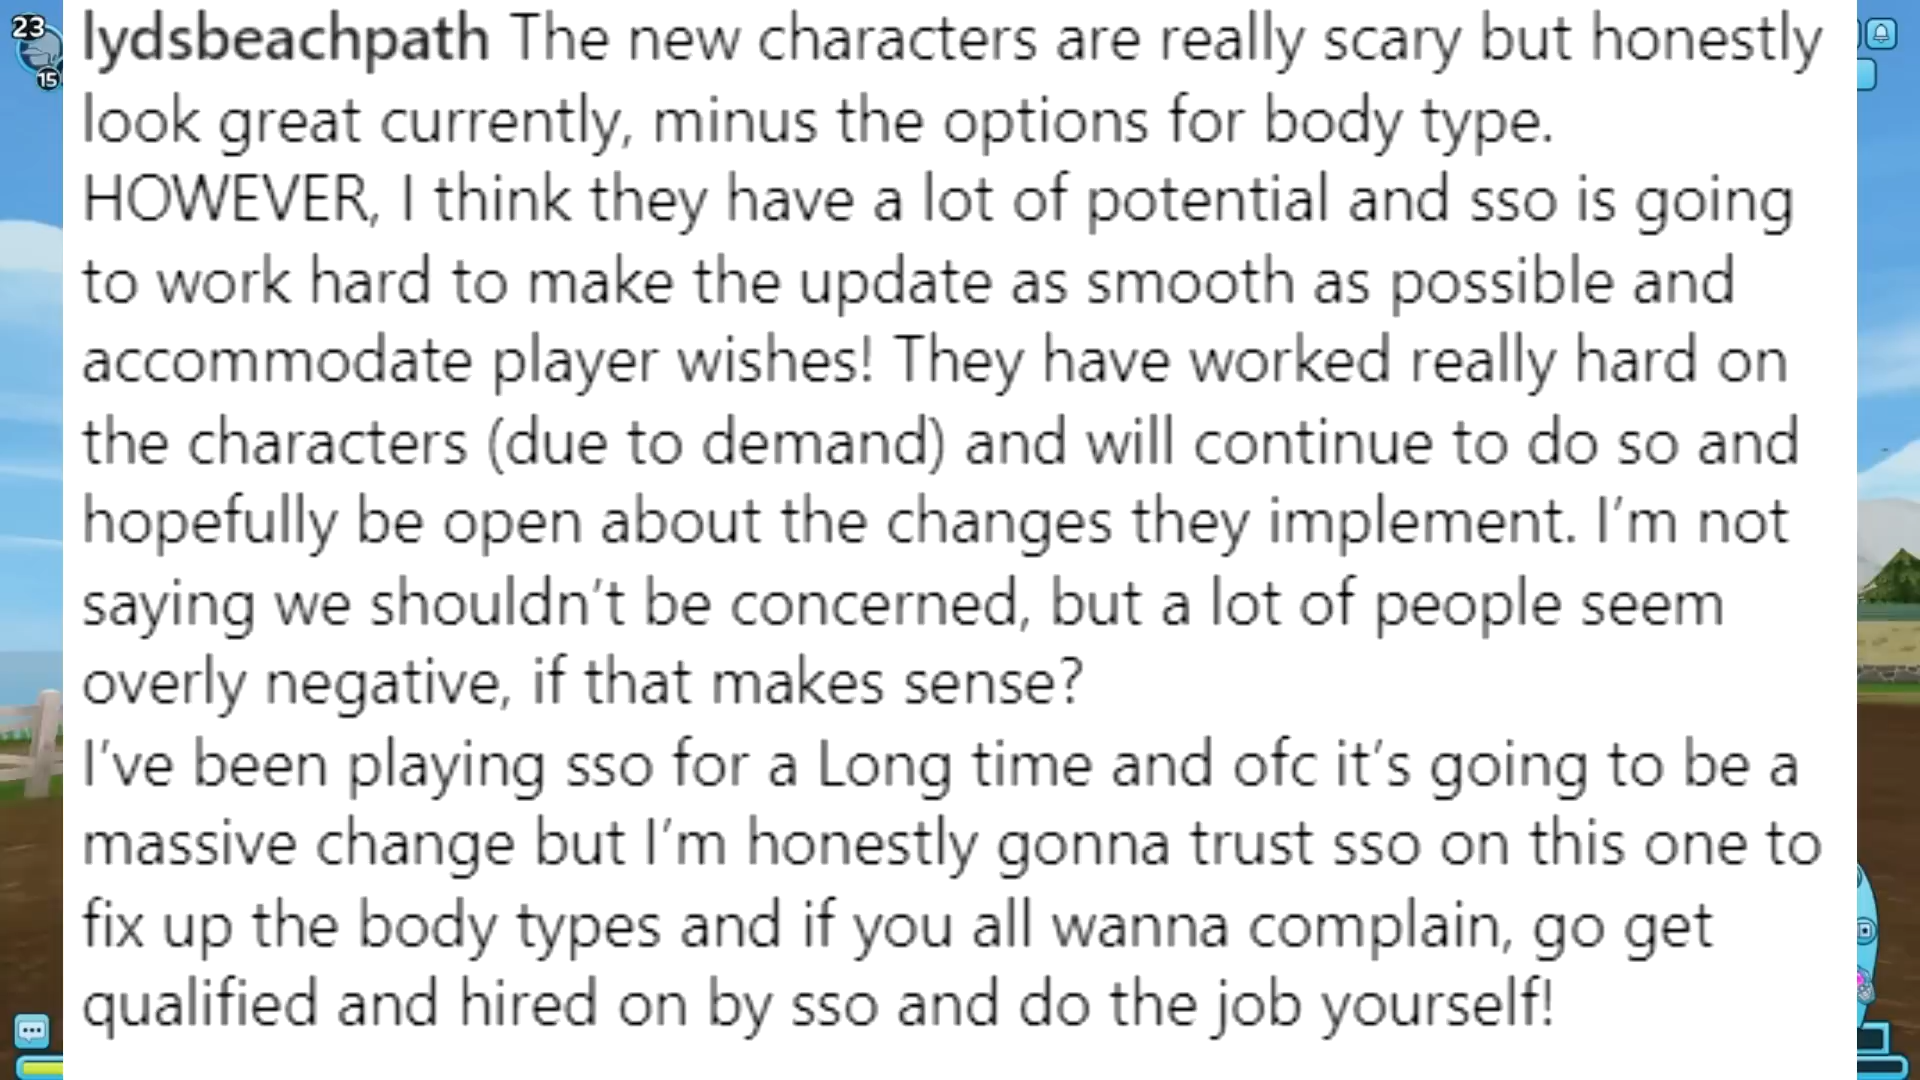 23
15
lydsbeachpath The new characters are really scary but honestly
look great currently, minus the options for body type.
HOWEVER, I think they have a lot of potential and sso is going
to work hard to make the update as smooth as possible and
accommodate player wishes! They have worked really hard on
the characters (due to demand) and will continue to do so and
hopefully be open about the changes they implement. I’m not
saying we shouldn’t be concerned, but a lot of people seem
overly negative, if that makes sense?
I’ve been playing sso for a Long time and ofc it’s going to be a
massive change but I’m honestly gonna trust sso on this one to
fix up the body types and if you all wanna complain, go get
qualified and hired on by sso and do the job yourself!